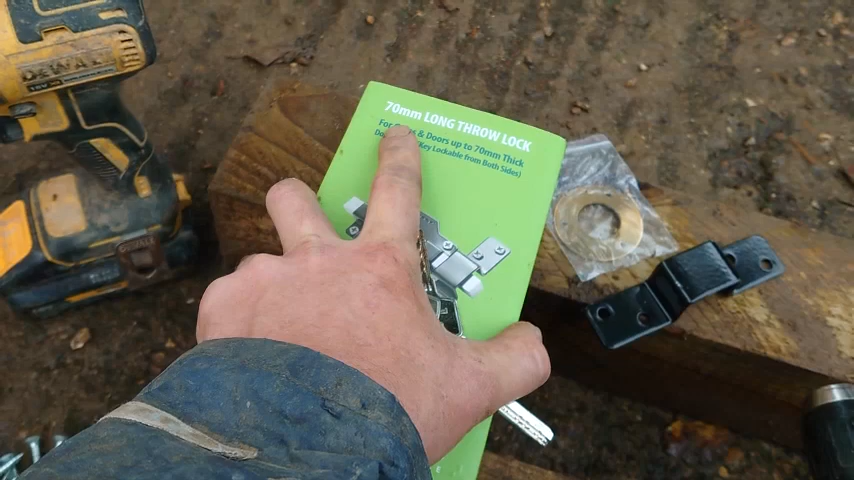 DEWALT
70mm LONG THROW LOCK
For & Doors up to 70mm Thick
Key Lockable from Both Sides)